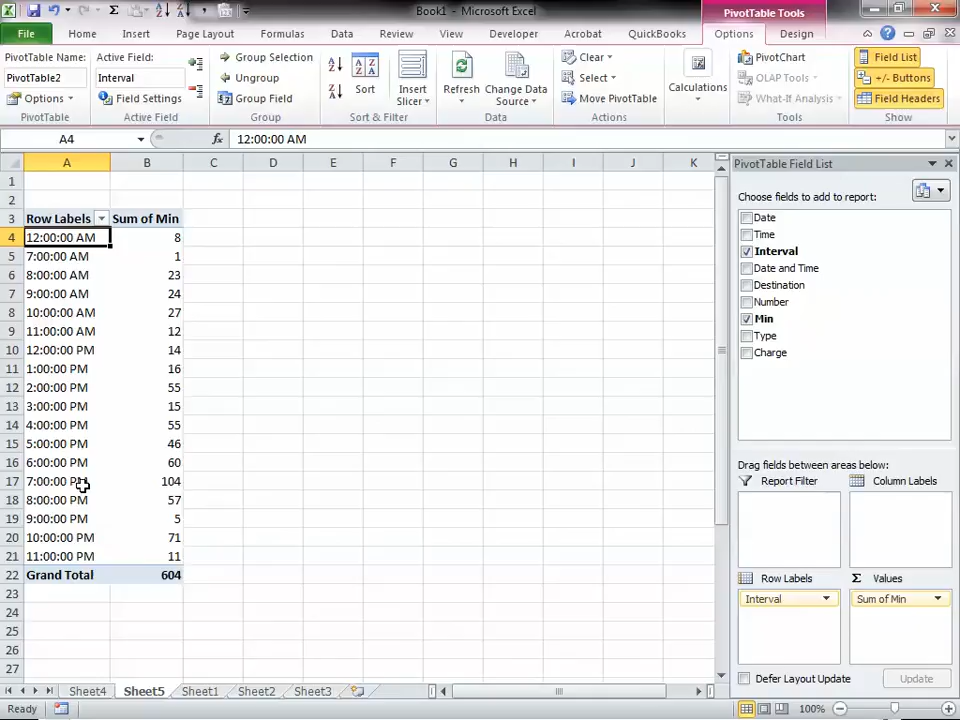 Book1 - Microsoft Excel
PivotTable Tools
File Home Insert Page Layout Formulas Data Review View Developer Acrobat QuickBooks Options Design
PivotTable Name: Active Field: Group Selection Clear PivotChart Field List
PivotTable2 Interval Ungroup Select OLAP Tools +/- Buttons
Options Field Settings Group Field Sort Insert Slicer Refresh Change Data Source Move PivotTable Calculations What-If Analysis Field Headers
PivotTable Active Field Group Sort & Filter Data Actions Tools Show
A4 fx 12:00:00 AM
A B C D E F G H I J K
PivotTable Field List
1
Choose fields to add to report:
2
3 Row Labels Sum of Min
4 12:00:00 AM 8
5 7:00:00 AM 1
6 8:00:00 AM 23
7 9:00:00 AM 24
8 10:00:00 AM 27
9 11:00:00 AM 12
10 12:00:00 PM 14
11 1:00:00 PM 16
12 2:00:00 PM 55
13 3:00:00 PM 15
14 4:00:00 PM 55
15 5:00:00 PM 46
16 6:00:00 PM 60
17 7:00:00 PM 104
18 8:00:00 PM 57
19 9:00:00 PM 5
20 10:00:00 PM 71
21 11:00:00 PM 11
22 Grand Total 604
23
24
25
26
27
Date
Time
Interval
Date and Time
Destination
Number
Min
Type
Charge
Drag fields between areas below:
Report Filter Column Labels
Row Labels Σ Values
Interval Sum of Min
Defer Layout Update Update
Sheet4 Sheet5 Sheet1 Sheet2 Sheet3
Ready 100%